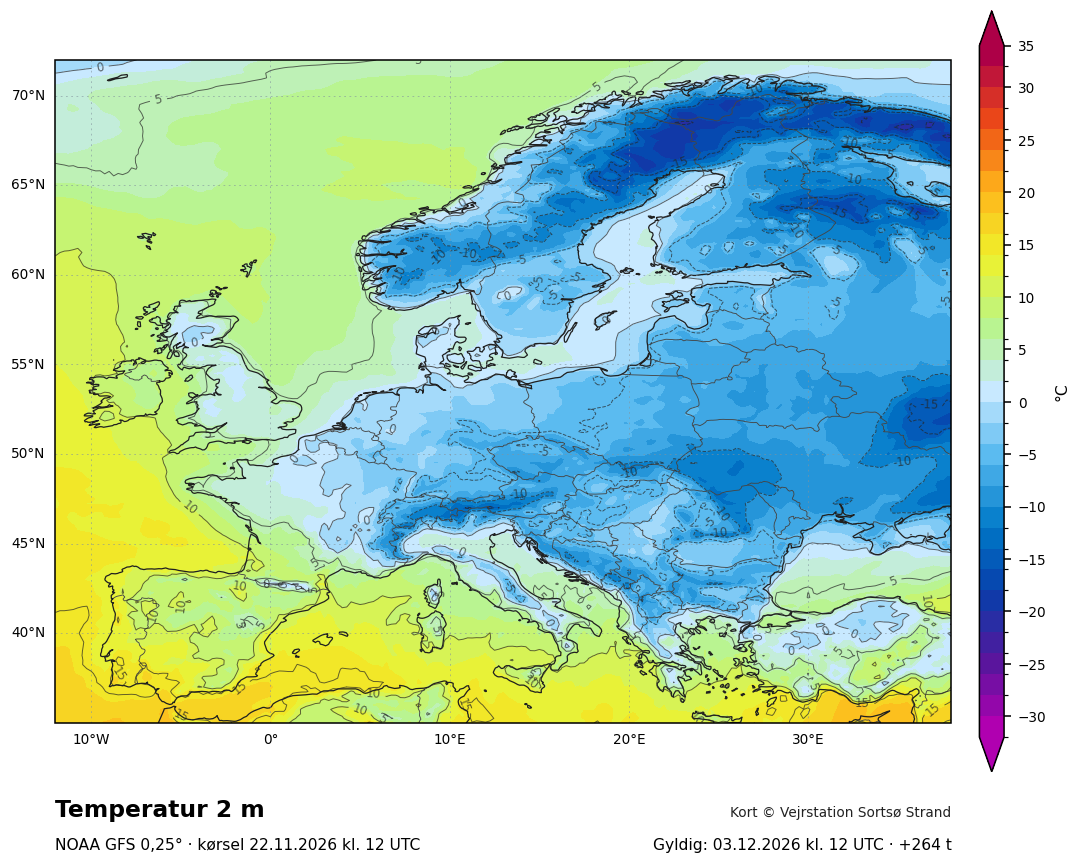 35
30
25
20
15
10
5
0
−5
−10
−15
−20
−25
−30
°C
70°N
65°N
60°N
55°N
50°N
45°N
40°N
10°W
0°
10°E
20°E
30°E
Temperatur 2 m
Kort © Vejrstation Sortsø Strand
NOAA GFS 0,25° · kørsel 22.11.2026 kl. 12 UTC
Gyldig: 03.12.2026 kl. 12 UTC · +264 t